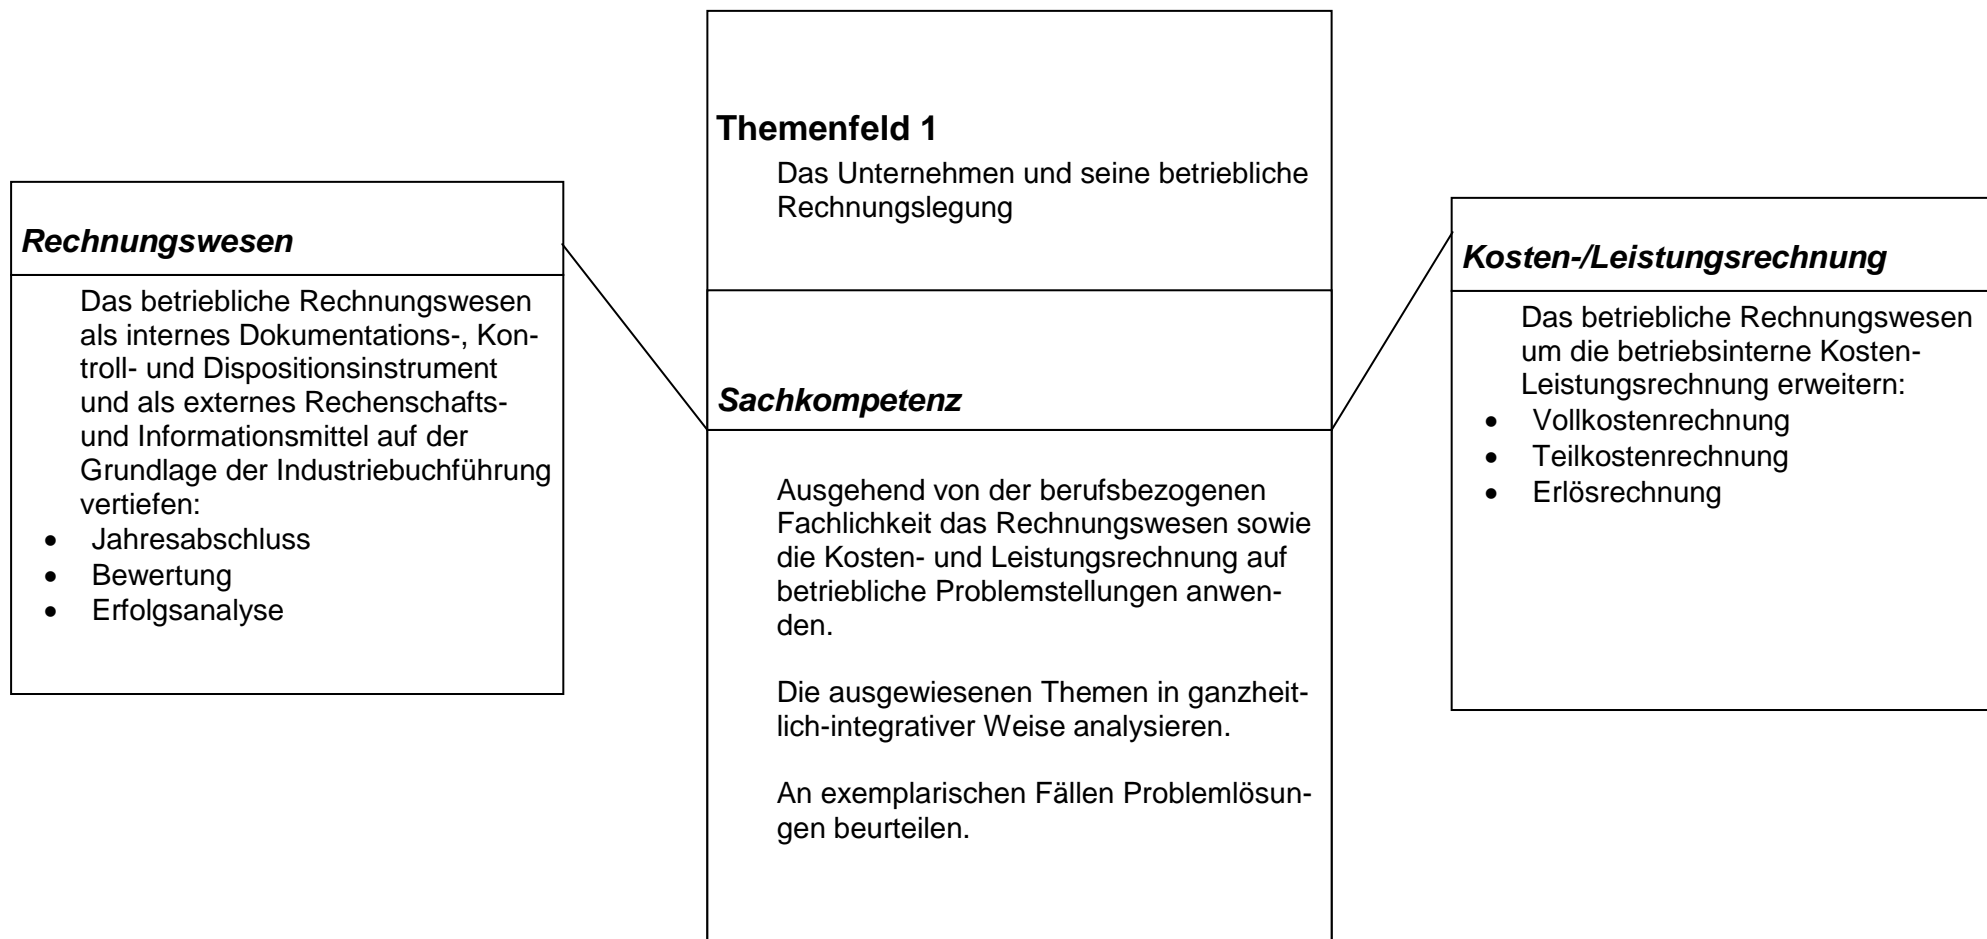 Themenfeld 1
Das Unternehmen und seine betriebliche
Rechnungslegung
Rechnungswesen
Das betriebliche Rechnungswesen
als internes Dokumentations-, Kon-
troll- und Dispositionsinstrument
und als externes Rechenschafts-
und Informationsmittel auf der
Grundlage der Industriebuchführung
vertiefen:
• Jahresabschluss
• Bewertung
• Erfolgsanalyse
Sachkompetenz
Ausgehend von der berufsbezogenen
Fachlichkeit das Rechnungswesen sowie
die Kosten- und Leistungsrechnung auf
betriebliche Problemstellungen anwen-
den.
Die ausgewiesenen Themen in ganzheit-
lich-integrativer Weise analysieren.
An exemplarischen Fällen Problemlösun-
gen beurteilen.
Kosten-/Leistungsrechnung
Das betriebliche Rechnungswesen
um die betriebsinterne Kosten-
Leistungsrechnung erweitern:
• Vollkostenrechnung
• Teilkostenrechnung
• Erlösrechnung